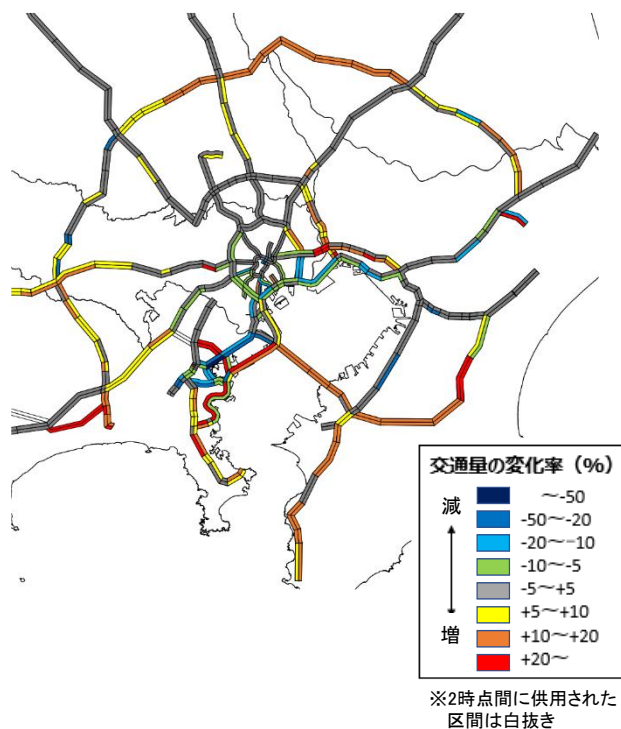 交通量の変化率（%）
減
増
～-50
-50～-20
-20～-10
-10～-5
-5～+5
+5～+10
+10～+20
+20～
※2時点間に供用された
区間は白抜き